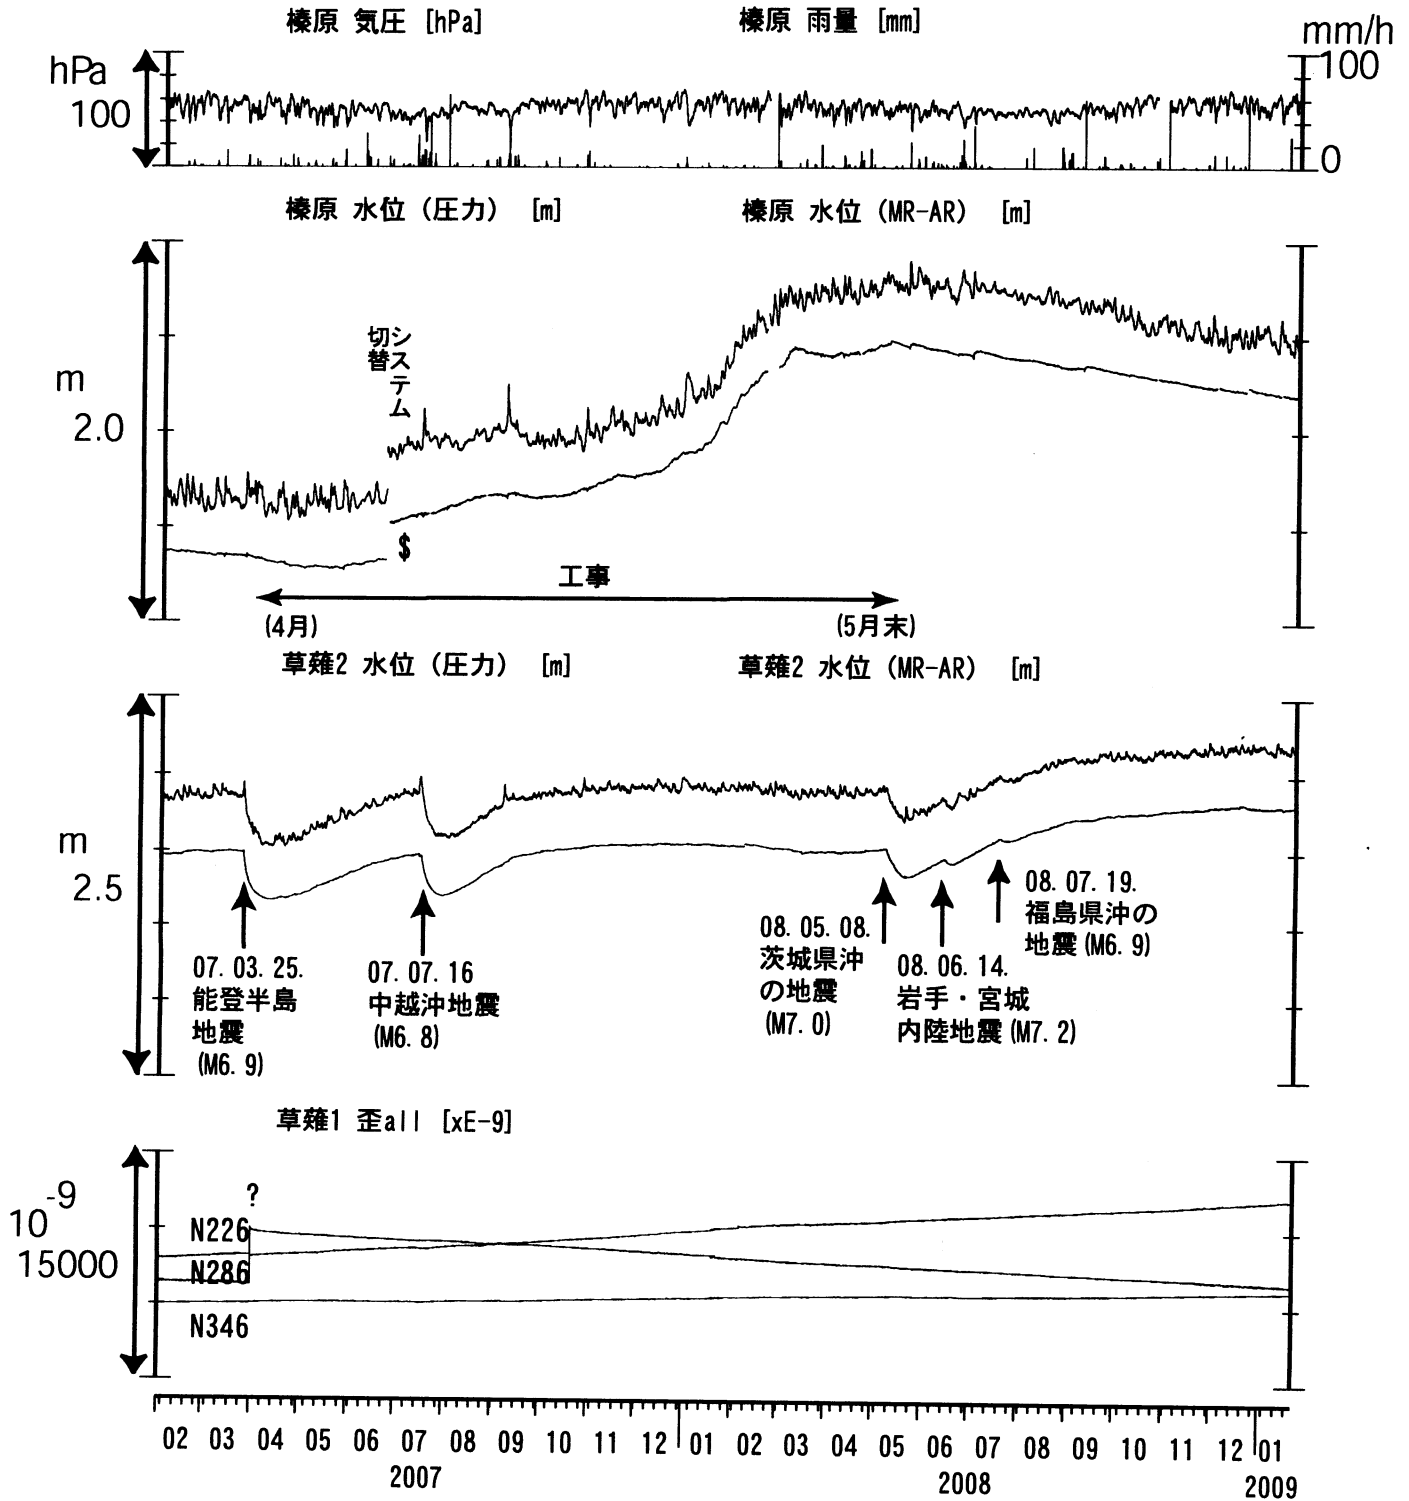 榛原 気圧 [hPa]
榛原 雨量 [mm]
hPa
100
mm/h
100
0
榛原 水位（圧力） [m]
榛原 水位（MR-AR） [m]
システム
切替
m
2.0
$
工事
(4月)
(5月末)
草薙2 水位（圧力） [m]
草薙2 水位（MR-AR） [m]
m
2.5
07.03.25.
能登半島
地震
(M6.9)
07.07.16
中越沖地震
(M6.8)
08.05.08.
茨城県沖
の地震
(M7.0)
08.06.14.
岩手・宮城
内陸地震(M7.2)
08.07.19.
福島県沖の
地震(M6.9)
草薙1 歪all [xE-9]
10-9
15000
?
N226
N286
N346
02 03 04 05 06 07 08 09 10 11 12 01 02 03 04 05 06 07 08 09 10 11 12 01
2007 2008 2009